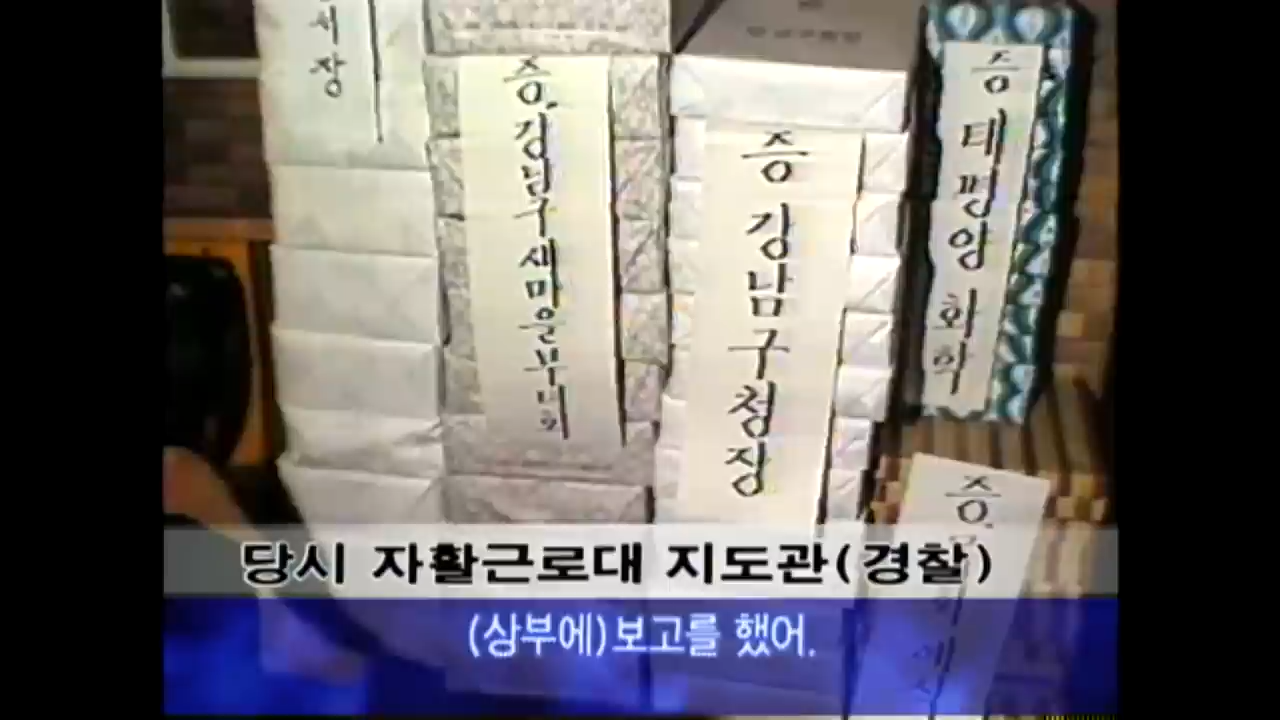 시장
증. 강남구 새마을부녀회
증 강남구청장
증 태평양 화학
증.
당시 자활근로대 지도관(경찰)
(상부에)보고를 했어.